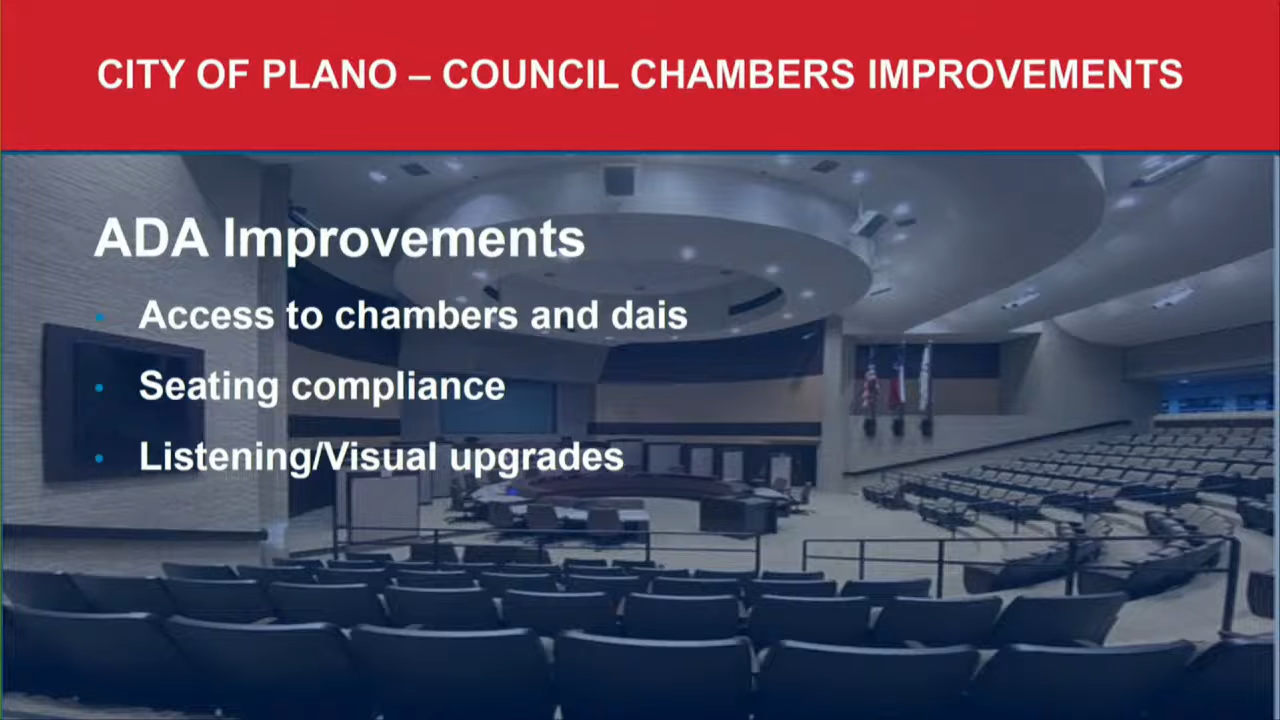 CITY OF PLANO – COUNCIL CHAMBERS IMPROVEMENTS
ADA Improvements
• Access to chambers and dais
• Seating compliance
• Listening/Visual upgrades